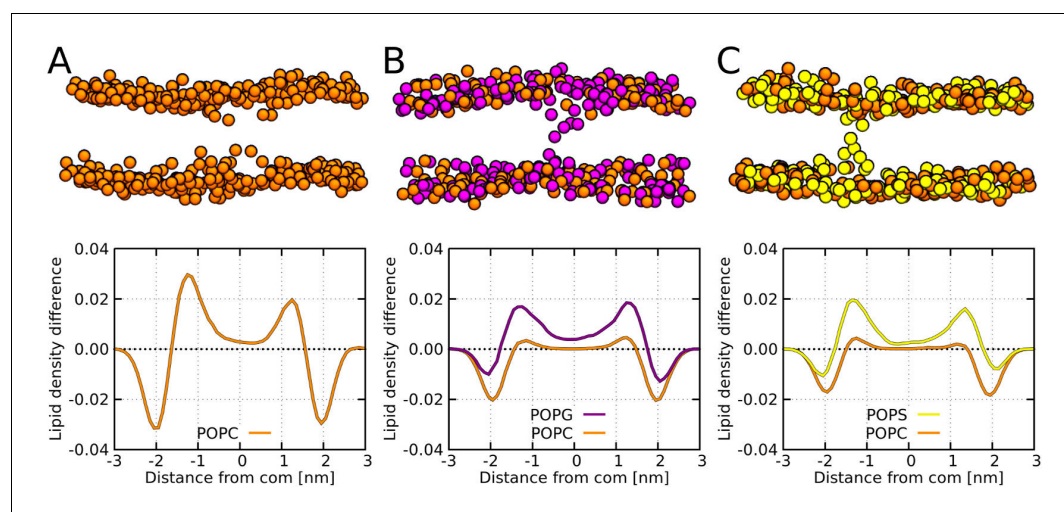 A
B
C
Lipid density difference
0.04
0.02
0.00
-0.02
-0.04
POPC
-3 -2 -1 0 1 2 3
Distance from com [nm]
Lipid density difference
0.04
0.02
0.00
-0.02
-0.04
POPG
POPC
-3 -2 -1 0 1 2 3
Distance from com [nm]
Lipid density difference
0.04
0.02
0.00
-0.02
-0.04
POPS
POPC
-3 -2 -1 0 1 2 3
Distance from com [nm]